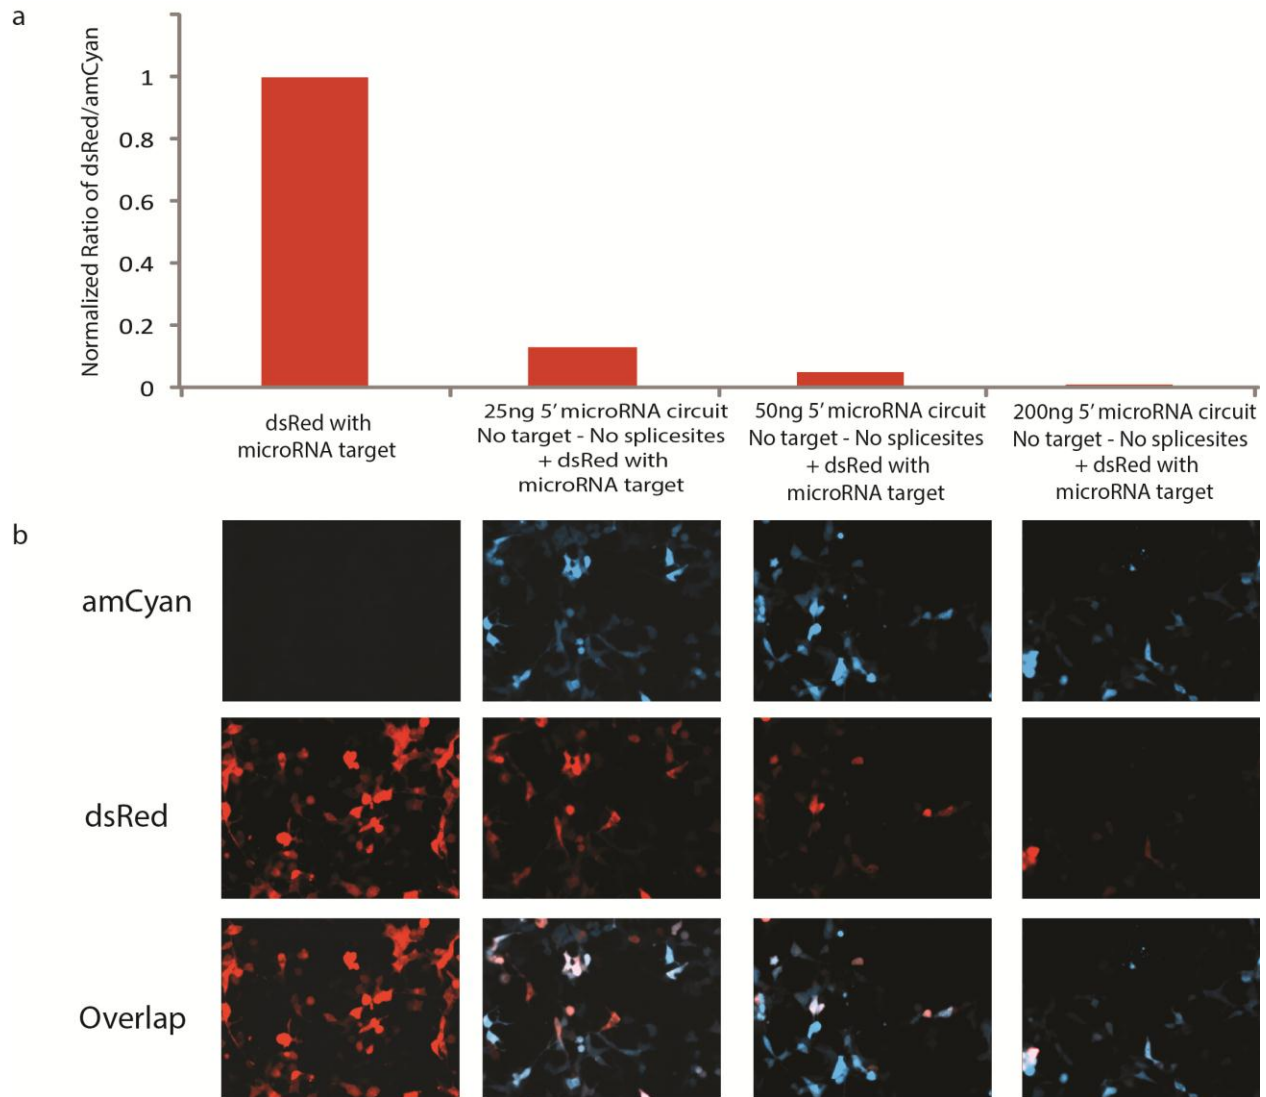 a
Normalized Ratio of dsRed/amCyan
1
0.8
0.6
0.4
0.2
0
dsRed with
microRNA target
25ng 5’ microRNA circuit
No target - No splicesites
+ dsRed with
microRNA target
50ng 5’ microRNA circuit
No target - No splicesites
+ dsRed with
microRNA target
200ng 5’ microRNA circuit
No target - No splicesites
+ dsRed with
microRNA target
b
amCyan
dsRed
Overlap